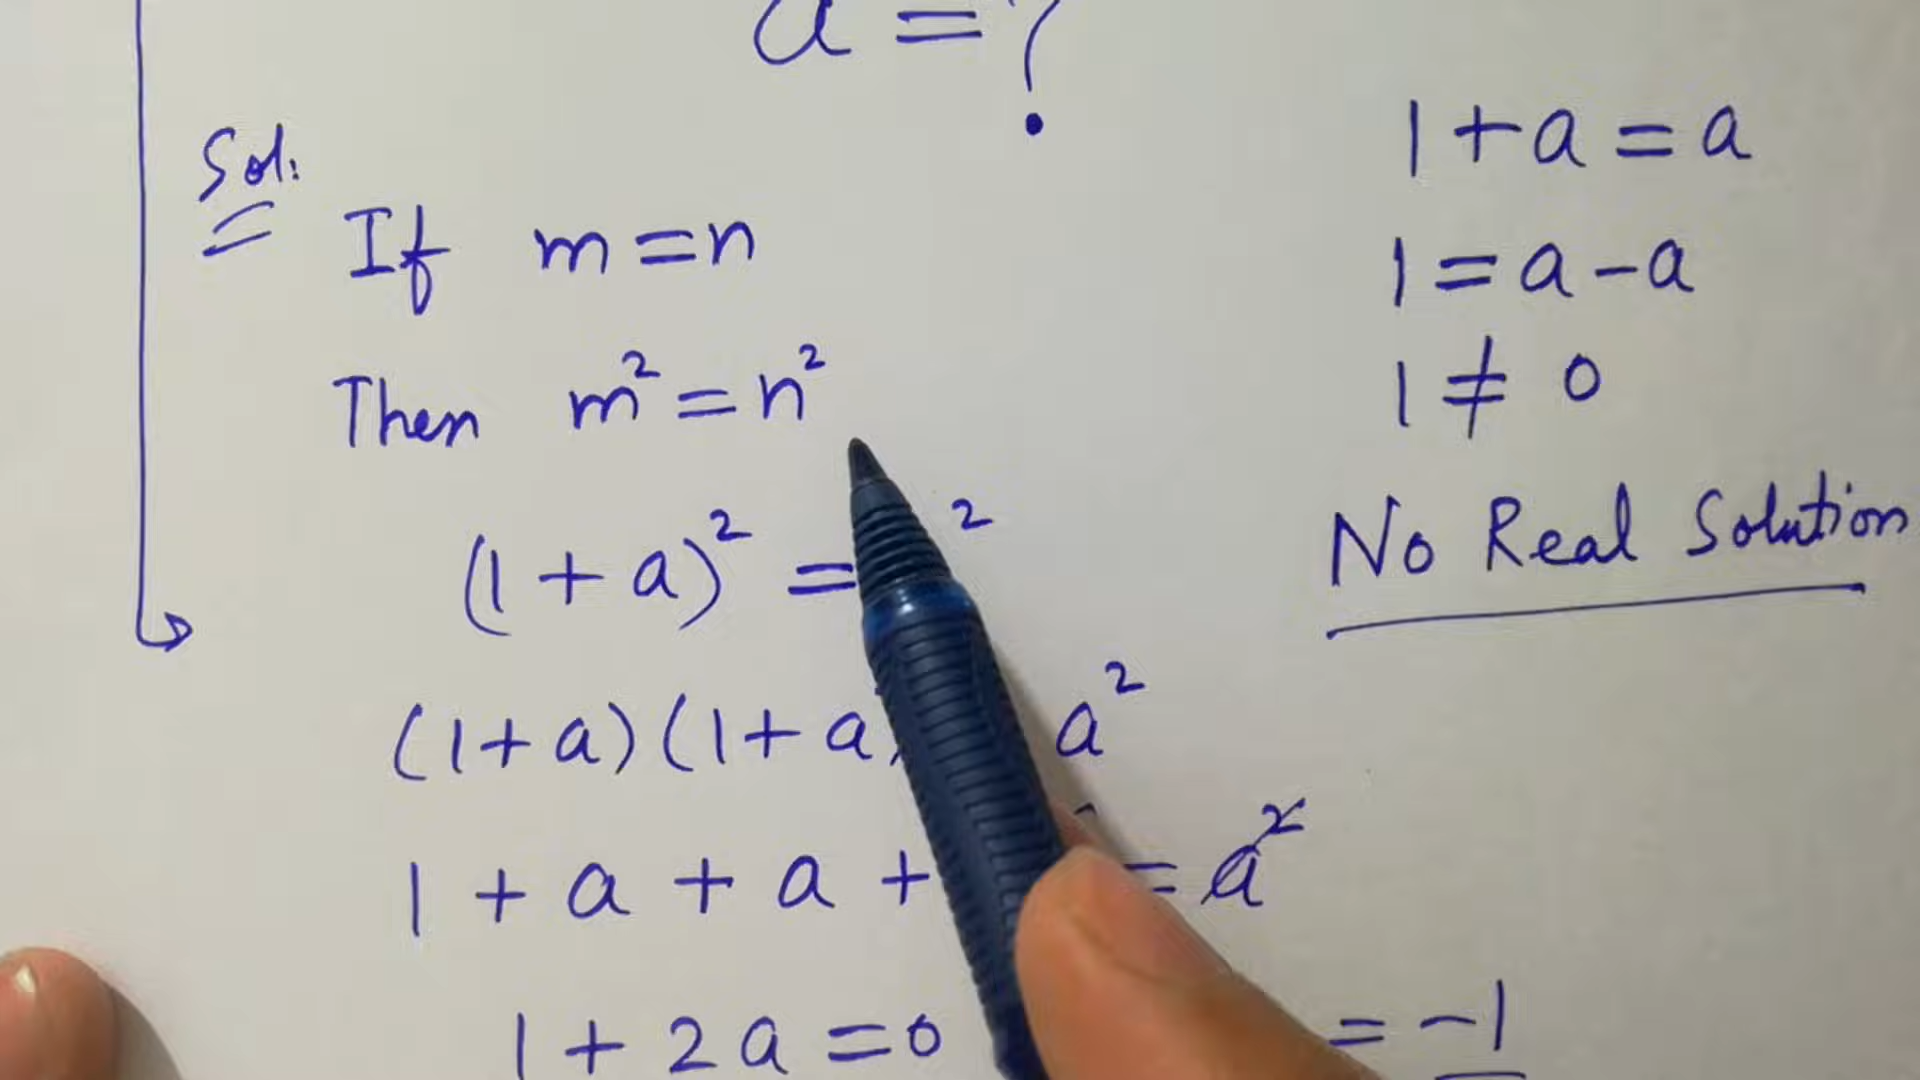 a = ?
Sol:
If m = n
Then m² = n²
(1 + a)² = ²
(1 + a) (1 + a) a²
1 + a + a + = a²
1 + 2a = 0 = -1
1 + a = a
1 = a - a
1 ≠ 0
No Real Solution